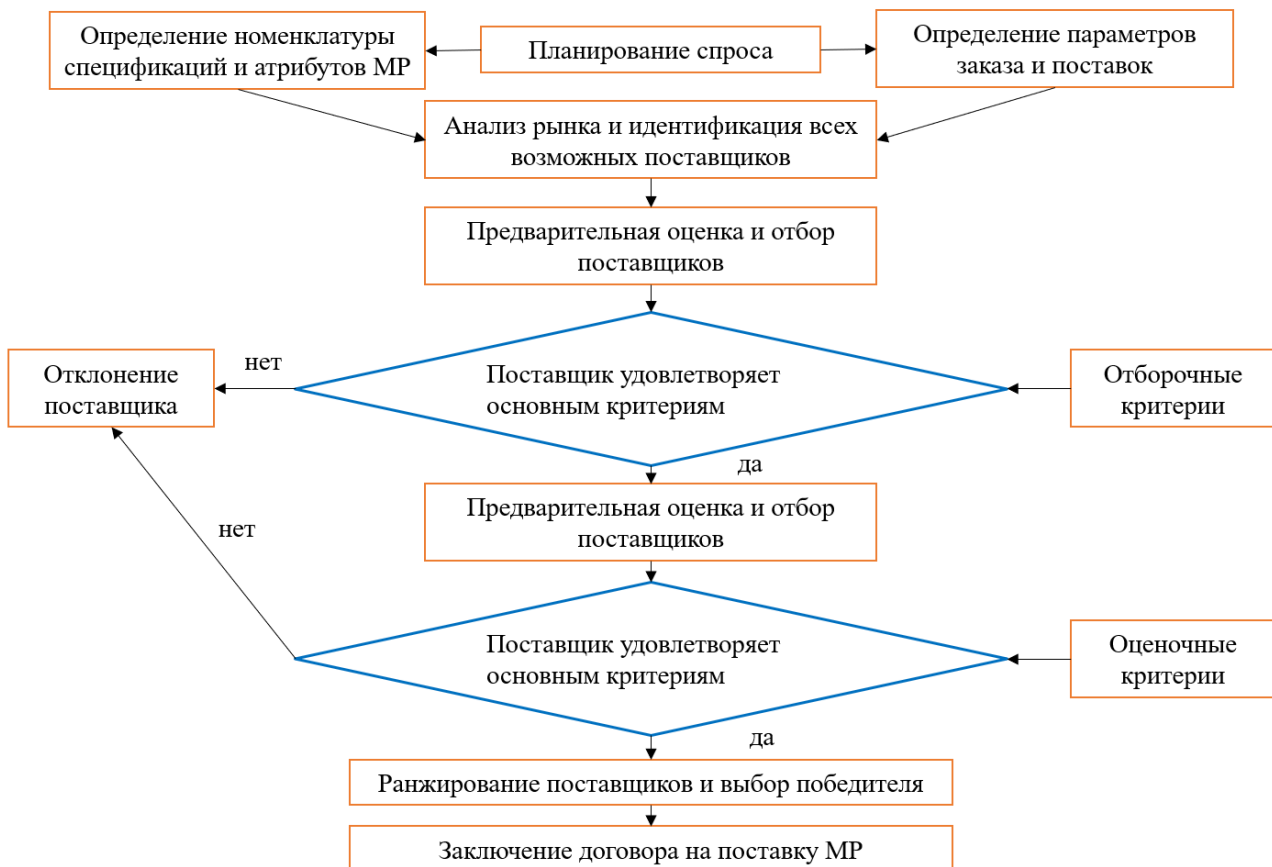 Определение номенклатуры
спецификаций и атрибутов МР
Планирование спроса
Определение параметров
заказа и поставок
Анализ рынка и идентификация всех
возможных поставщиков
Предварительная оценка и отбор
поставщиков
нет
Отклонение
поставщика
Поставщик удовлетворяет
основным критериям
Отборочные
критерии
да
Предварительная оценка и отбор
поставщиков
нет
Поставщик удовлетворяет
основным критериям
Оценочные
критерии
да
Ранжирование поставщиков и выбор победителя
Заключение договора на поставку МР